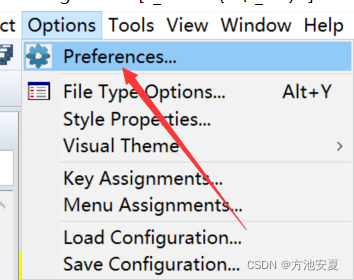 ct Options Tools View Window Help
Preferences...
File Type Options... Alt+Y
Style Properties...
Visual Theme
Key Assignments...
Menu Assignments...
Load Configuration...
Save Configuration...
CSDN @方池安夏